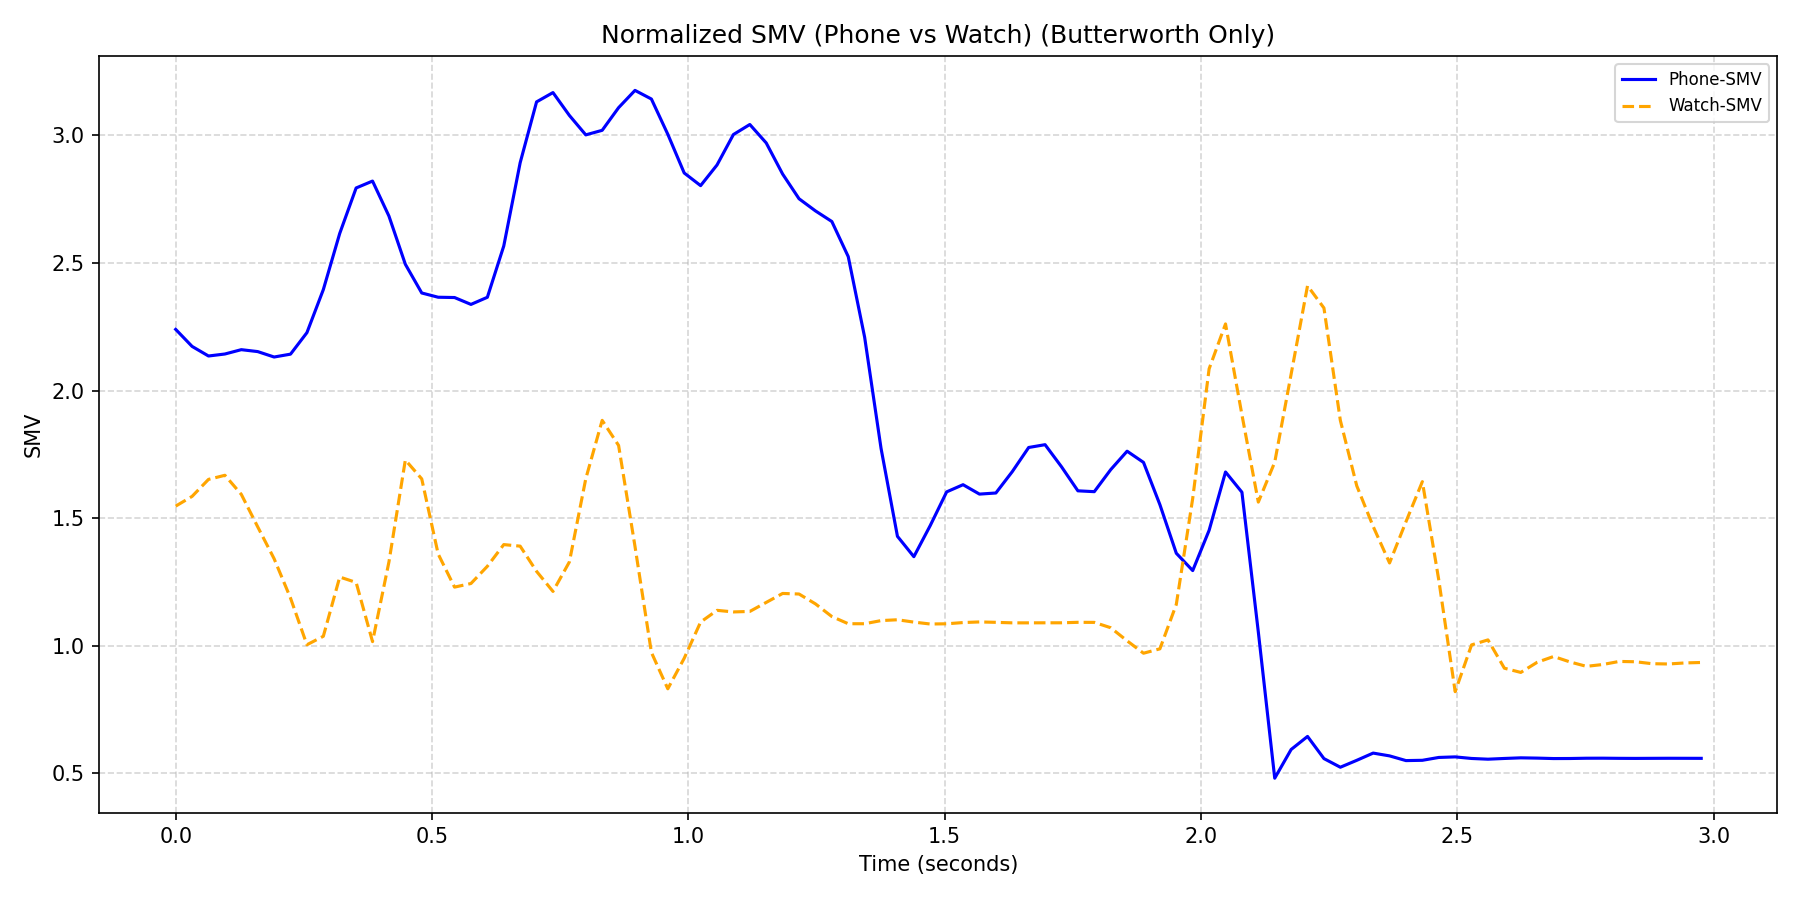 Normalized SMV (Phone vs Watch) (Butterworth Only)
Phone-SMV
Watch-SMV
SMV
3.0
2.5
2.0
1.5
1.0
0.5
0.0 0.5 1.0 1.5 2.0 2.5 3.0
Time (seconds)